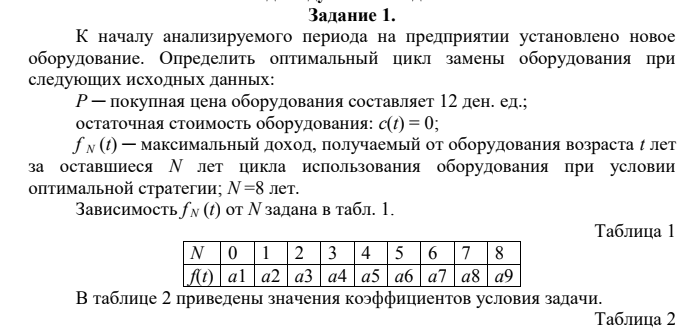 Задание 1.
К началу анализируемого периода на предприятии установлено новое
оборудование. Определить оптимальный цикл замены оборудования при
следующих исходных данных:
P ─ покупная цена оборудования составляет 12 ден. ед.;
остаточная стоимость оборудования: c(t) = 0;
f N (t) ─ максимальный доход, получаемый от оборудования возраста t лет
за оставшиеся N лет цикла использования оборудования при условии
оптимальной стратегии; N =8 лет.
Зависимость f N (t) от N задана в табл. 1.
Таблица 1
N 0 1 2 3 4 5 6 7 8
f(t) a1 a2 a3 a4 a5 a6 a7 a8 a9
В таблице 2 приведены значения коэффициентов условия задачи.
Таблица 2